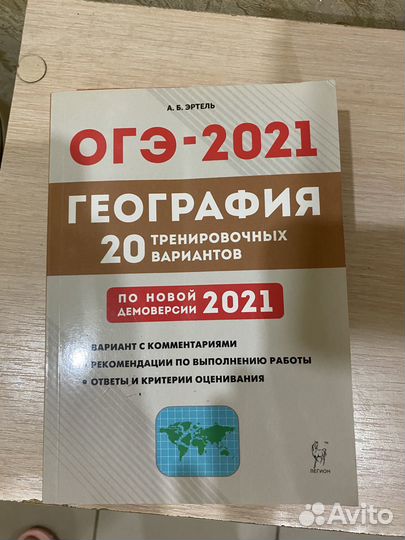 А. Б. ЭРТЕЛЬ
ОГЭ-2021
ГЕОГРАФИЯ
20 ТРЕНИРОВОЧНЫХ
ВАРИАНТОВ
ПО НОВОЙ
ДЕМОВЕРСИИ 2021
ВАРИАНТ С КОММЕНТАРИЯМИ
РЕКОМЕНДАЦИИ ПО ВЫПОЛНЕНИЮ РАБОТЫ
• ОТВЕТЫ И КРИТЕРИИ ОЦЕНИВАНИЯ
ЛЕГИОН
Avito